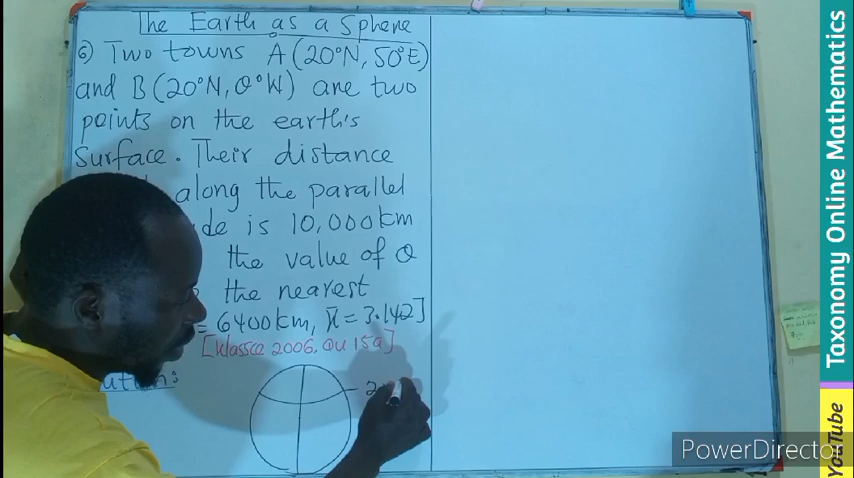 The Earth as a Sphere
6) Two towns A (20°N, 50°E)
and B (20°N, θ°W) are two
points on the earth's
Surface. Their distance
along the parallel
is 10,000km
the value of θ
the nearest
= 6400km, π = 3.142]
[Wassce 2006, Qu 15a]
Taxonomy Online Mathematics
YouTube
PowerDirector